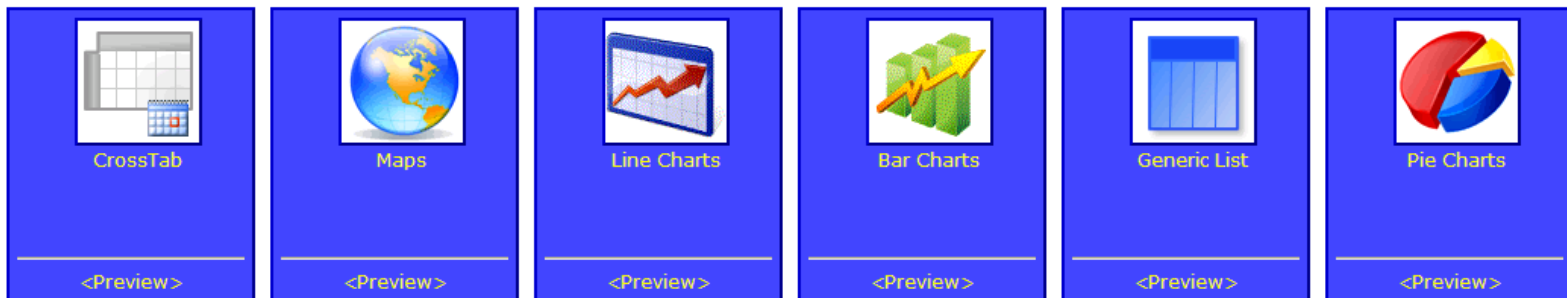 CrossTab
Maps
Line Charts
Bar Charts
Generic List
Pie Charts
<Preview>
<Preview>
<Preview>
<Preview>
<Preview>
<Preview>